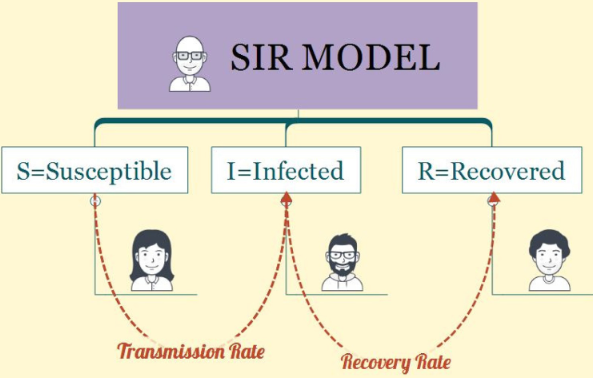 SIR MODEL
S=Susceptible
I=Infected
R=Recovered
Transmission Rate
Recovery Rate